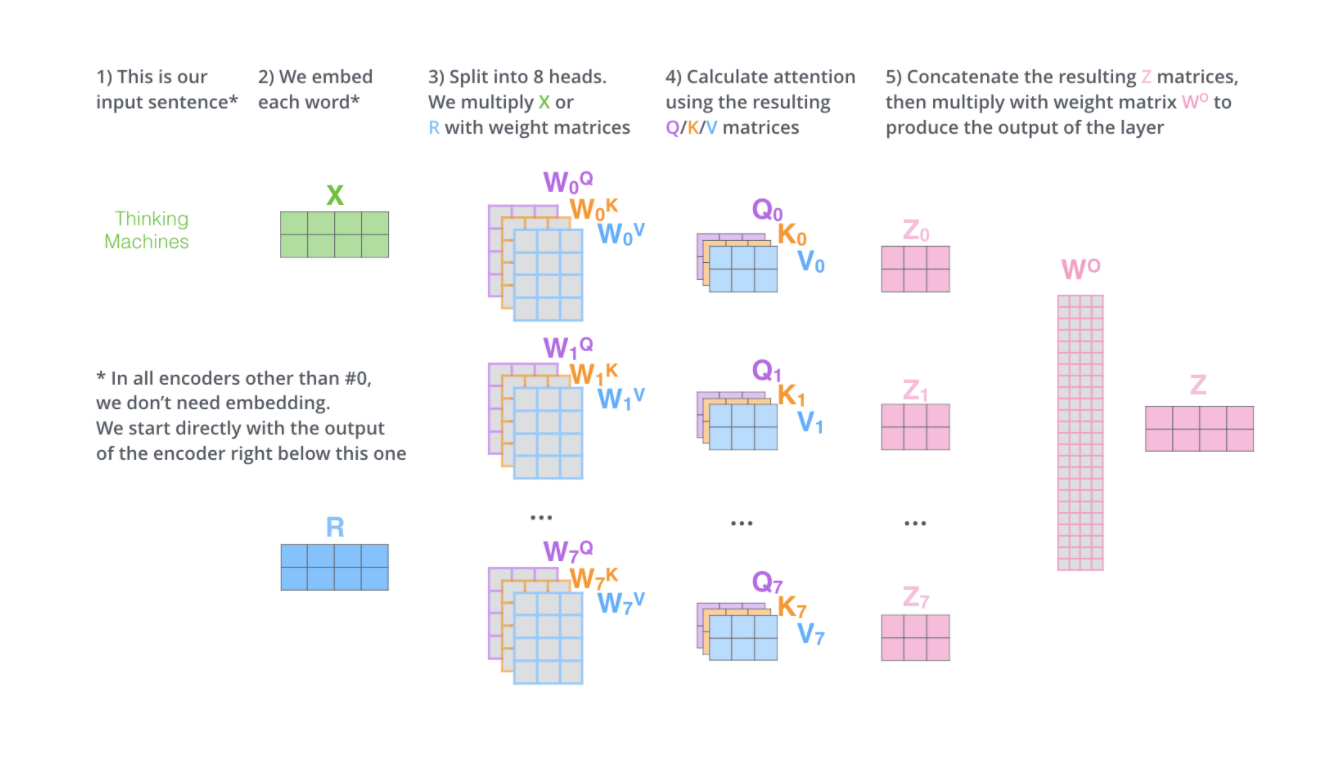 1) This is our
input sentence*
2) We embed
each word*
3) Split into 8 heads.
We multiply X or
R with weight matrices
4) Calculate attention
using the resulting
Q/K/V matrices
5) Concatenate the resulting Z matrices,
then multiply with weight matrix Wᴼ to
produce the output of the layer
Thinking
Machines
X
W₀Q
W₀K
W₀V
Q₀
K₀
V₀
Z₀
W₁Q
W₁K
W₁V
Q₁
K₁
V₁
Z₁
...
...
...
Wᴼ
Z
* In all encoders other than #0,
we don’t need embedding.
We start directly with the output
of the encoder right below this one
R
W₇Q
W₇K
W₇V
Q₇
K₇
V₇
Z₇